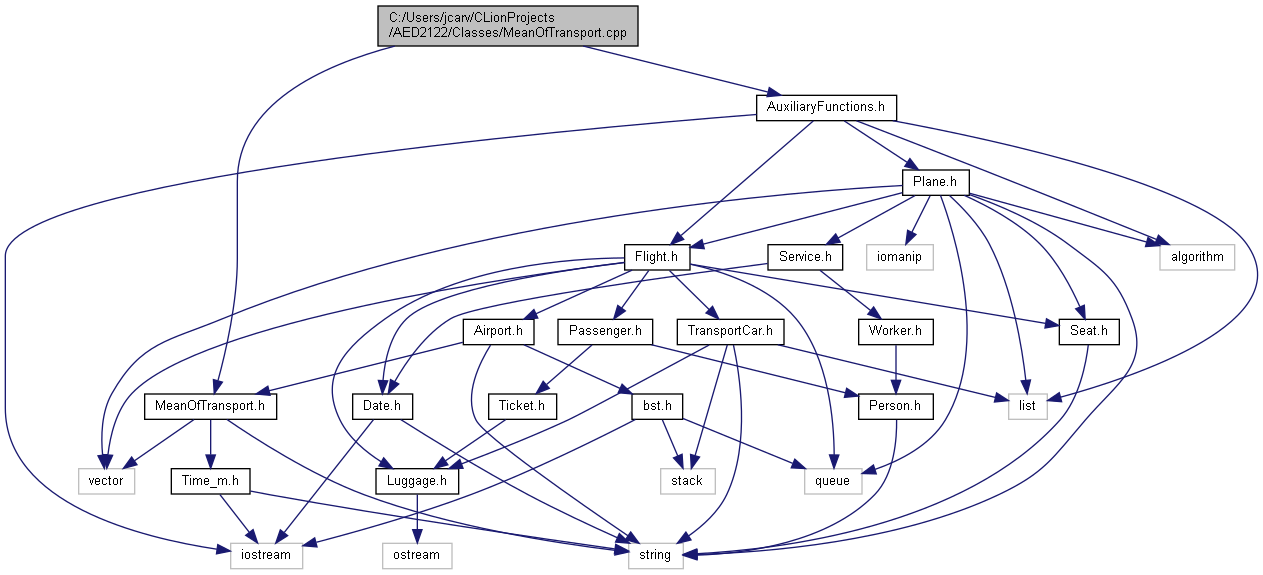 C:/Users/jcarv/CLionProjects
/AED2122/Classes/MeanOfTransport.cpp
AuxiliaryFunctions.h
Plane.h
Flight.h
Service.h
iomanip
algorithm
Airport.h
Passenger.h
TransportCar.h
Worker.h
Seat.h
MeanOfTransport.h
Date.h
Ticket.h
bst.h
Person.h
list
vector
Time_m.h
Luggage.h
stack
queue
iostream
ostream
string